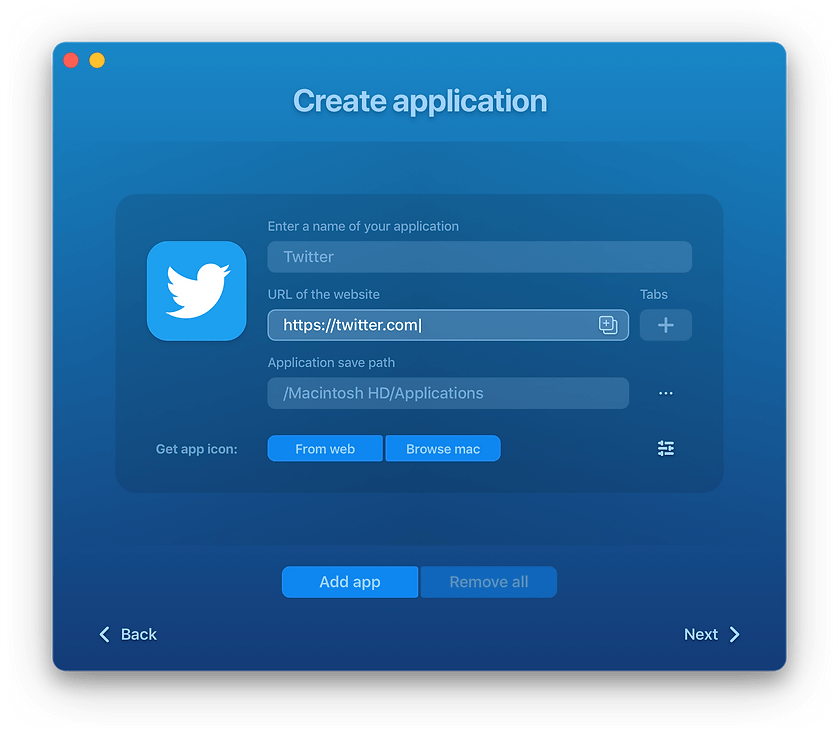 Create application
Enter a name of your application
Twitter
URL of the website
Tabs
https://twitter.com
Application save path
/Macintosh HD/Applications
Get app icon:
From web
Browse mac
Add app
Remove all
Back
Next